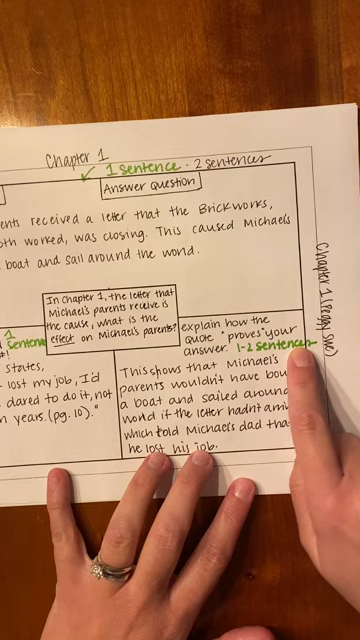 Chapter 1
1 sentence - 2 sentences
Answer Question
ents received a letter that the Brickworks,
oth worked, was closing. This caused Michael's
boat and sail around the world.
In Chapter 1, the letter that
Michael's parents receive is
the cause, what is the
effect on Michael's parents?
1
sentence
#!
states,
lost my job, I'd
dared to do it, not
n years. (pg. 10)."
explain how the
quote "proves" your
answer. 1-2 sentences
This shows that Michael's
parents wouldn't have bou
a boat and sailed around
world if the letter hadn't arri
which told Michael's dad tha
he lost his job.
Chapter 1 ( side)